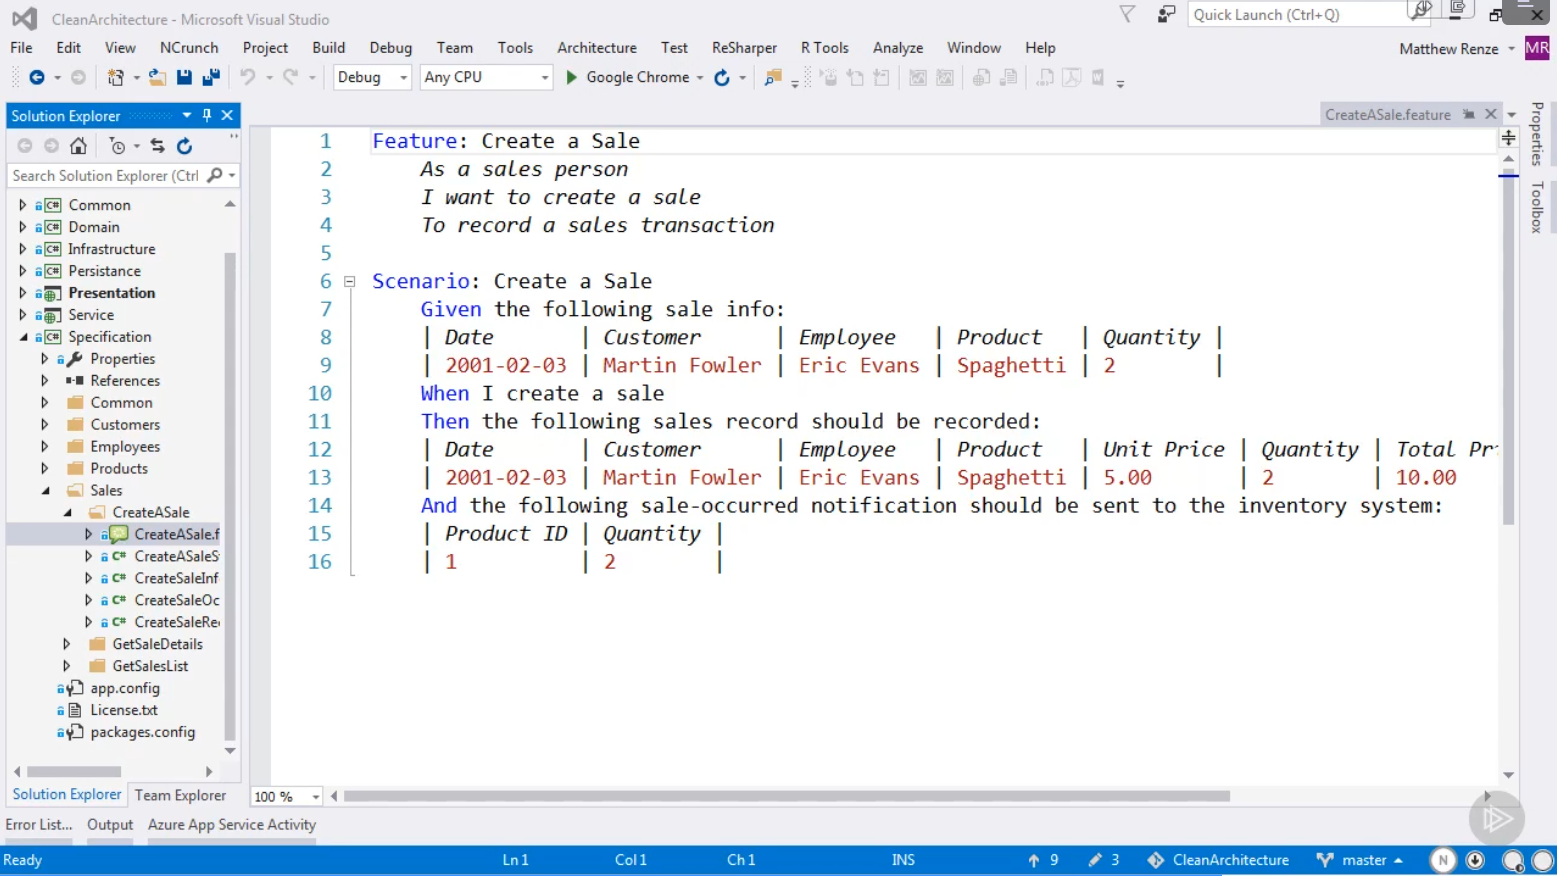 CleanArchitecture - Microsoft Visual Studio
Quick Launch (Ctrl+Q)
File Edit View NCrunch Project Build Debug Team Tools Architecture Test ReSharper R Tools Analyze Window Help
Matthew Renze MR
Debug Any CPU Google Chrome
Solution Explorer
CreateASale.feature
Search Solution Explorer (Ctrl
C# Common
C# Domain
C# Infrastructure
C# Persistance
Presentation
Service
C# Specification
Properties
References
Common
Customers
Employees
Products
Sales
CreateASale
CreateASale.f
C# CreateASaleS
C# CreateSaleInf
C# CreateSaleOc
C# CreateSaleRe
GetSaleDetails
GetSalesList
app.config
License.txt
packages.config
Solution Explorer Team Explorer
1 Feature: Create a Sale
2 As a sales person
3 I want to create a sale
4 To record a sales transaction
5
6 Scenario: Create a Sale
7 Given the following sale info:
8 | Date | Customer | Employee | Product | Quantity |
9 | 2001-02-03 | Martin Fowler | Eric Evans | Spaghetti | 2 |
10 When I create a sale
11 Then the following sales record should be recorded:
12 | Date | Customer | Employee | Product | Unit Price | Quantity | Total Pr
13 | 2001-02-03 | Martin Fowler | Eric Evans | Spaghetti | 5.00 | 2 | 10.00
14 And the following sale-occurred notification should be sent to the inventory system:
15 | Product ID | Quantity |
16 | 1 | 2 |
100 %
Properties
Toolbox
Error List... Output Azure App Service Activity
Ready Ln 1 Col 1 Ch 1 INS 9 3 CleanArchitecture master N